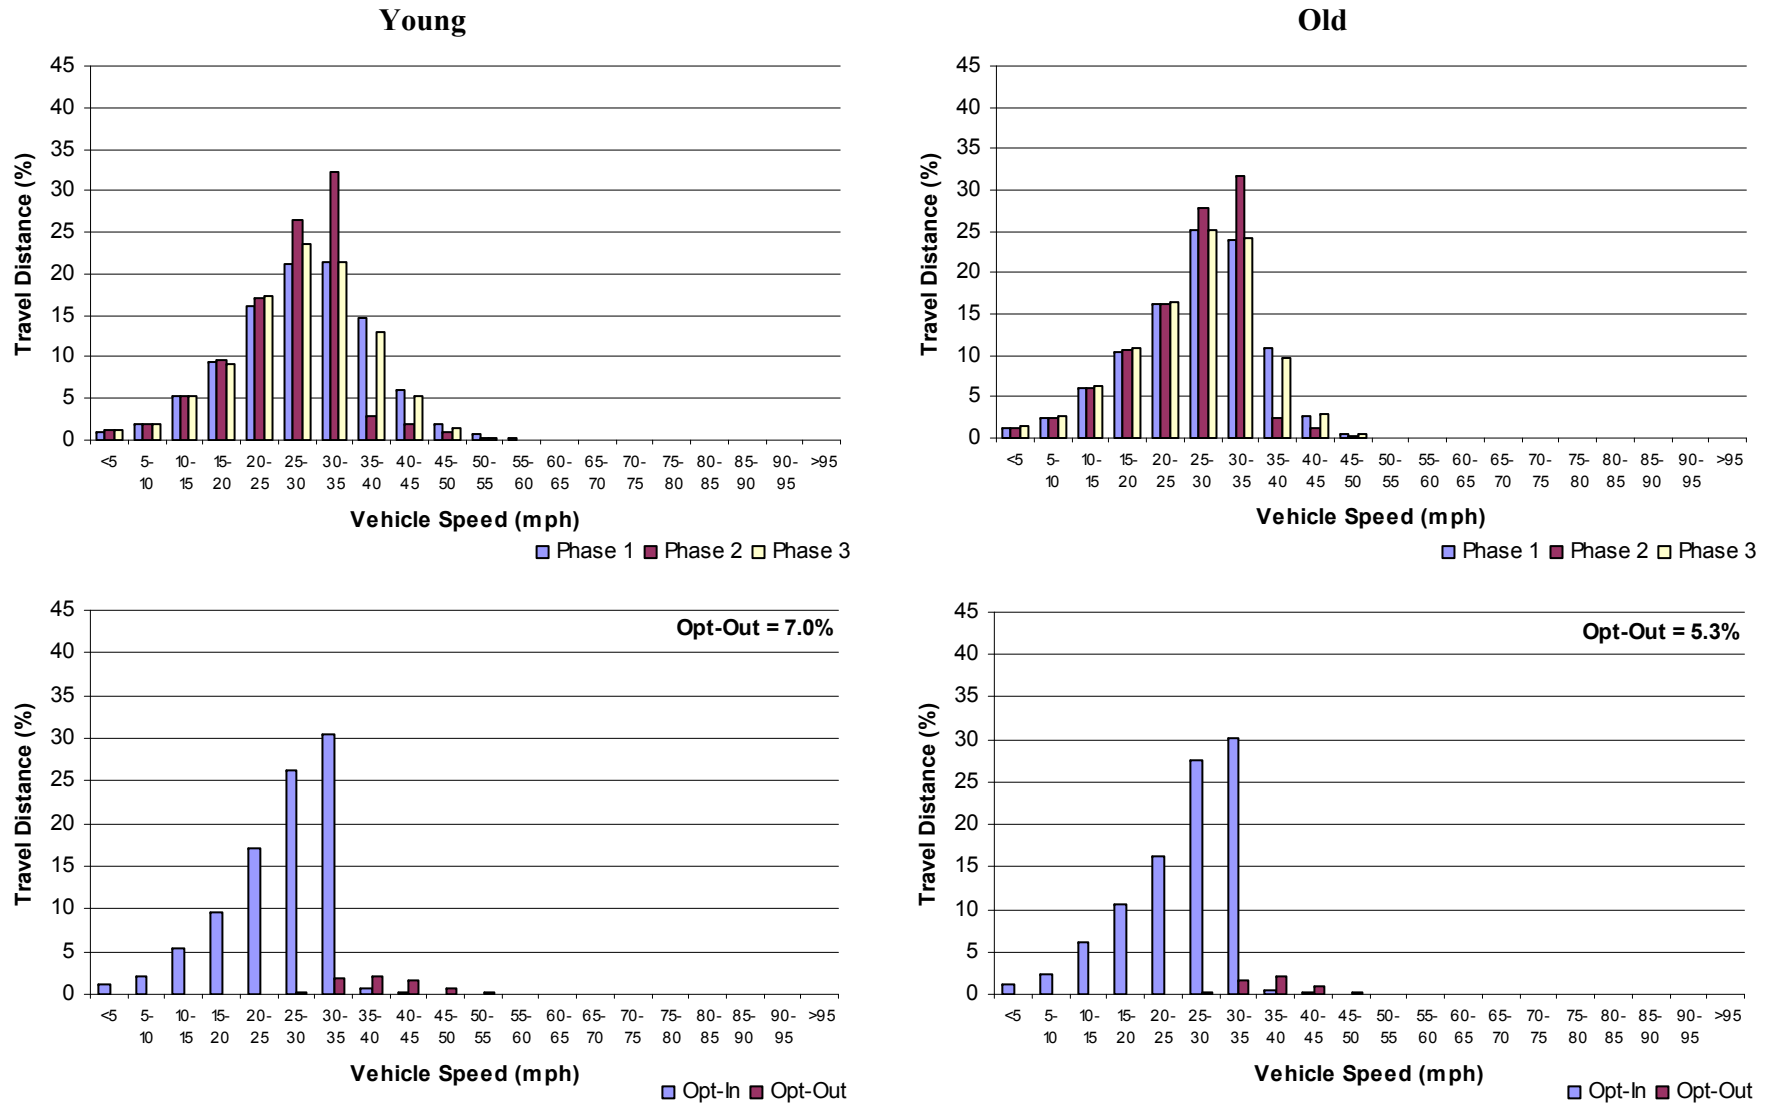 Young
Old
45
40
35
30
25
20
15
10
5
0
Travel Distance (%)
<5 5- 10- 15- 20- 25- 30- 35- 40- 45- 50- 55- 60- 65- 70- 75- 80- 85- 90- >95
10 15 20 25 30 35 40 45 50 55 60 65 70 75 80 85 90 95
Vehicle Speed (mph)
Phase 1 Phase 2 Phase 3
45
40
35
30
25
20
15
10
5
0
Travel Distance (%)
<5 5- 10- 15- 20- 25- 30- 35- 40- 45- 50- 55- 60- 65- 70- 75- 80- 85- 90- >95
10 15 20 25 30 35 40 45 50 55 60 65 70 75 80 85 90 95
Vehicle Speed (mph)
Phase 1 Phase 2 Phase 3
45
40
35
30
25
20
15
10
5
0
Travel Distance (%)
Opt-Out = 7.0%
<5 5- 10- 15- 20- 25- 30- 35- 40- 45- 50- 55- 60- 65- 70- 75- 80- 85- 90- >95
10 15 20 25 30 35 40 45 50 55 60 65 70 75 80 85 90 95
Vehicle Speed (mph)
Opt-In Opt-Out
45
40
35
30
25
20
15
10
5
0
Travel Distance (%)
Opt-Out = 5.3%
<5 5- 10- 15- 20- 25- 30- 35- 40- 45- 50- 55- 60- 65- 70- 75- 80- 85- 90- >95
10 15 20 25 30 35 40 45 50 55 60 65 70 75 80 85 90 95
Vehicle Speed (mph)
Opt-In Opt-Out